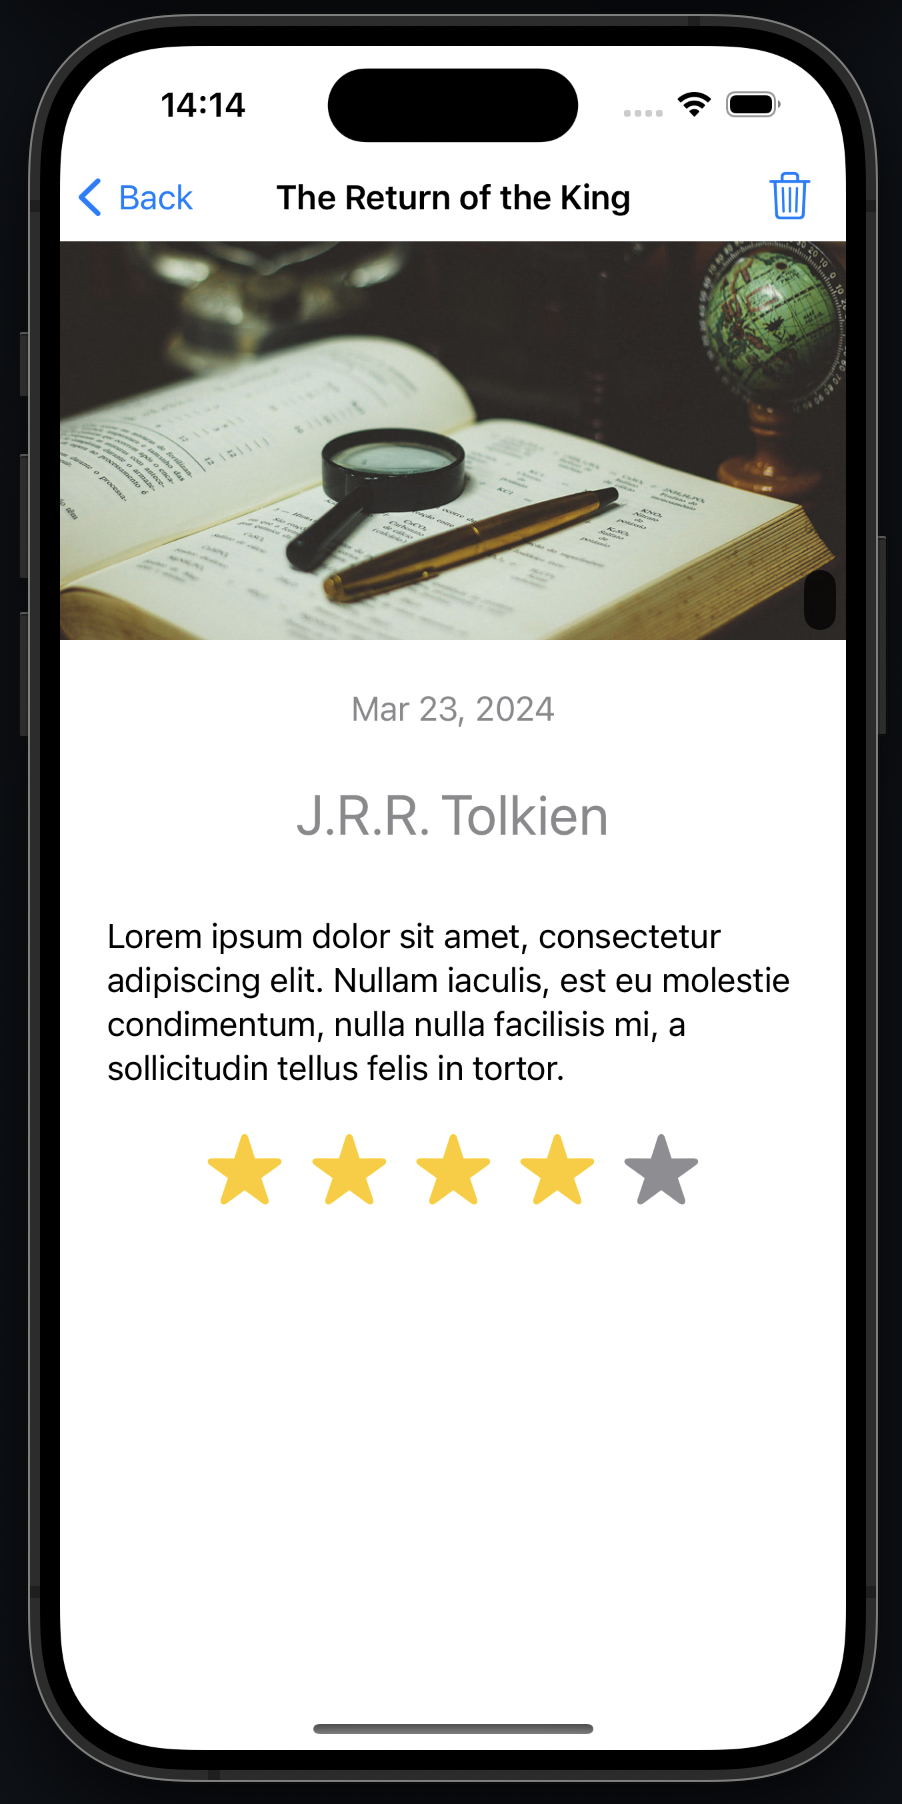 14:14
Back
The Return of the King
Mar 23, 2024
J.R.R. Tolkien
Lorem ipsum dolor sit amet, consectetur
adipiscing elit. Nullam iaculis, est eu molestie
condimentum, nulla nulla facilisis mi, a
sollicitudin tellus felis in tortor.